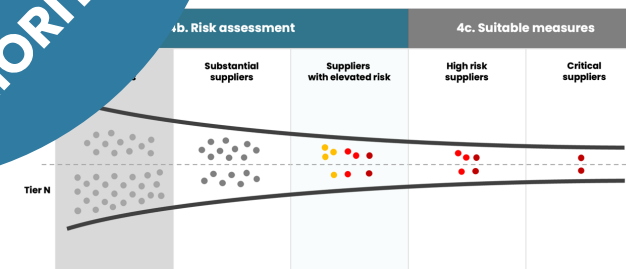 4b. Risk assessment
4c. Suitable measures
Substantial
suppliers
Suppliers
with elevated risk
High risk
suppliers
Critical
suppliers
Tier N